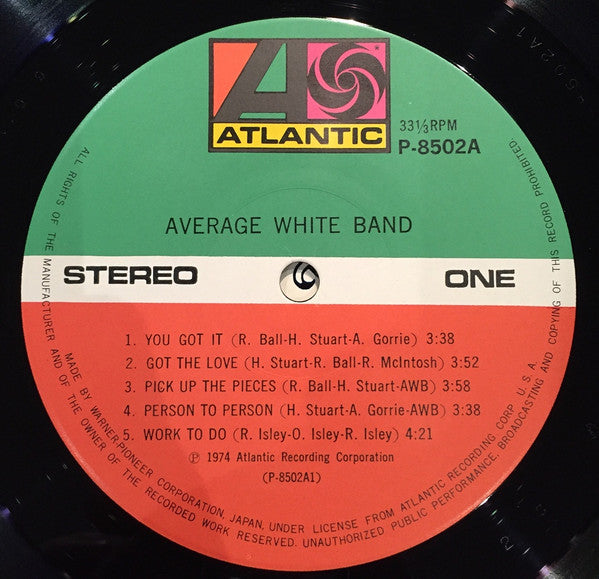 ATLANTIC
33⅓RPM
P-8502A
AVERAGE WHITE BAND
STEREO
ONE
1. YOU GOT IT (R. Ball-H. Stuart-A. Gorrie) 3:38
2. GOT THE LOVE (H. Stuart-R. Ball-R. McIntosh) 3:52
3. PICK UP THE PIECES (R. Ball-H. Stuart-AWB) 3:58
4. PERSON TO PERSON (H. Stuart-A. Gorrie-AWB) 3:38
5. WORK TO DO (R. Isley-O. Isley-R. Isley) 4:21
Ⓟ 1974 Atlantic Recording Corporation
(P-8502A1)
MADE BY WARNER-PIONEER CORPORATION, JAPAN, UNDER LICENSE FROM ATLANTIC RECORDING CORP. U.S.A.
ALL RIGHTS OF THE MANUFACTURER AND OF THE OWNER OF THE RECORDED WORK RESERVED. UNAUTHORIZED PUBLIC PERFORMANCE, BROADCASTING AND COPYING OF THIS RECORD PROHIBITED.